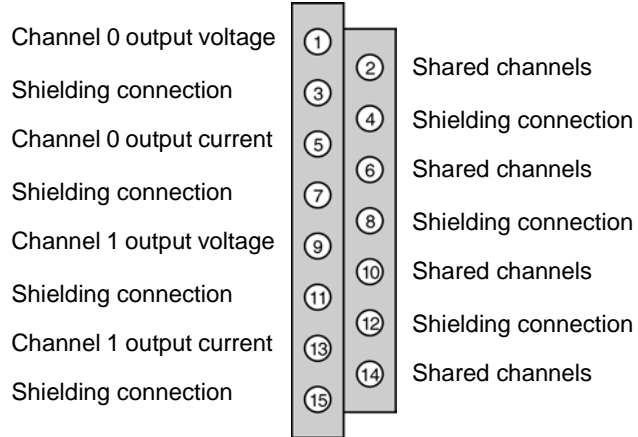 Channel 0 output voltage
1
2
Shared channels
Shielding connection
3
4
Shielding connection
Channel 0 output current
5
6
Shared channels
Shielding connection
7
8
Shielding connection
Channel 1 output voltage
9
10
Shared channels
Shielding connection
11
12
Shielding connection
Channel 1 output current
13
14
Shared channels
Shielding connection
15